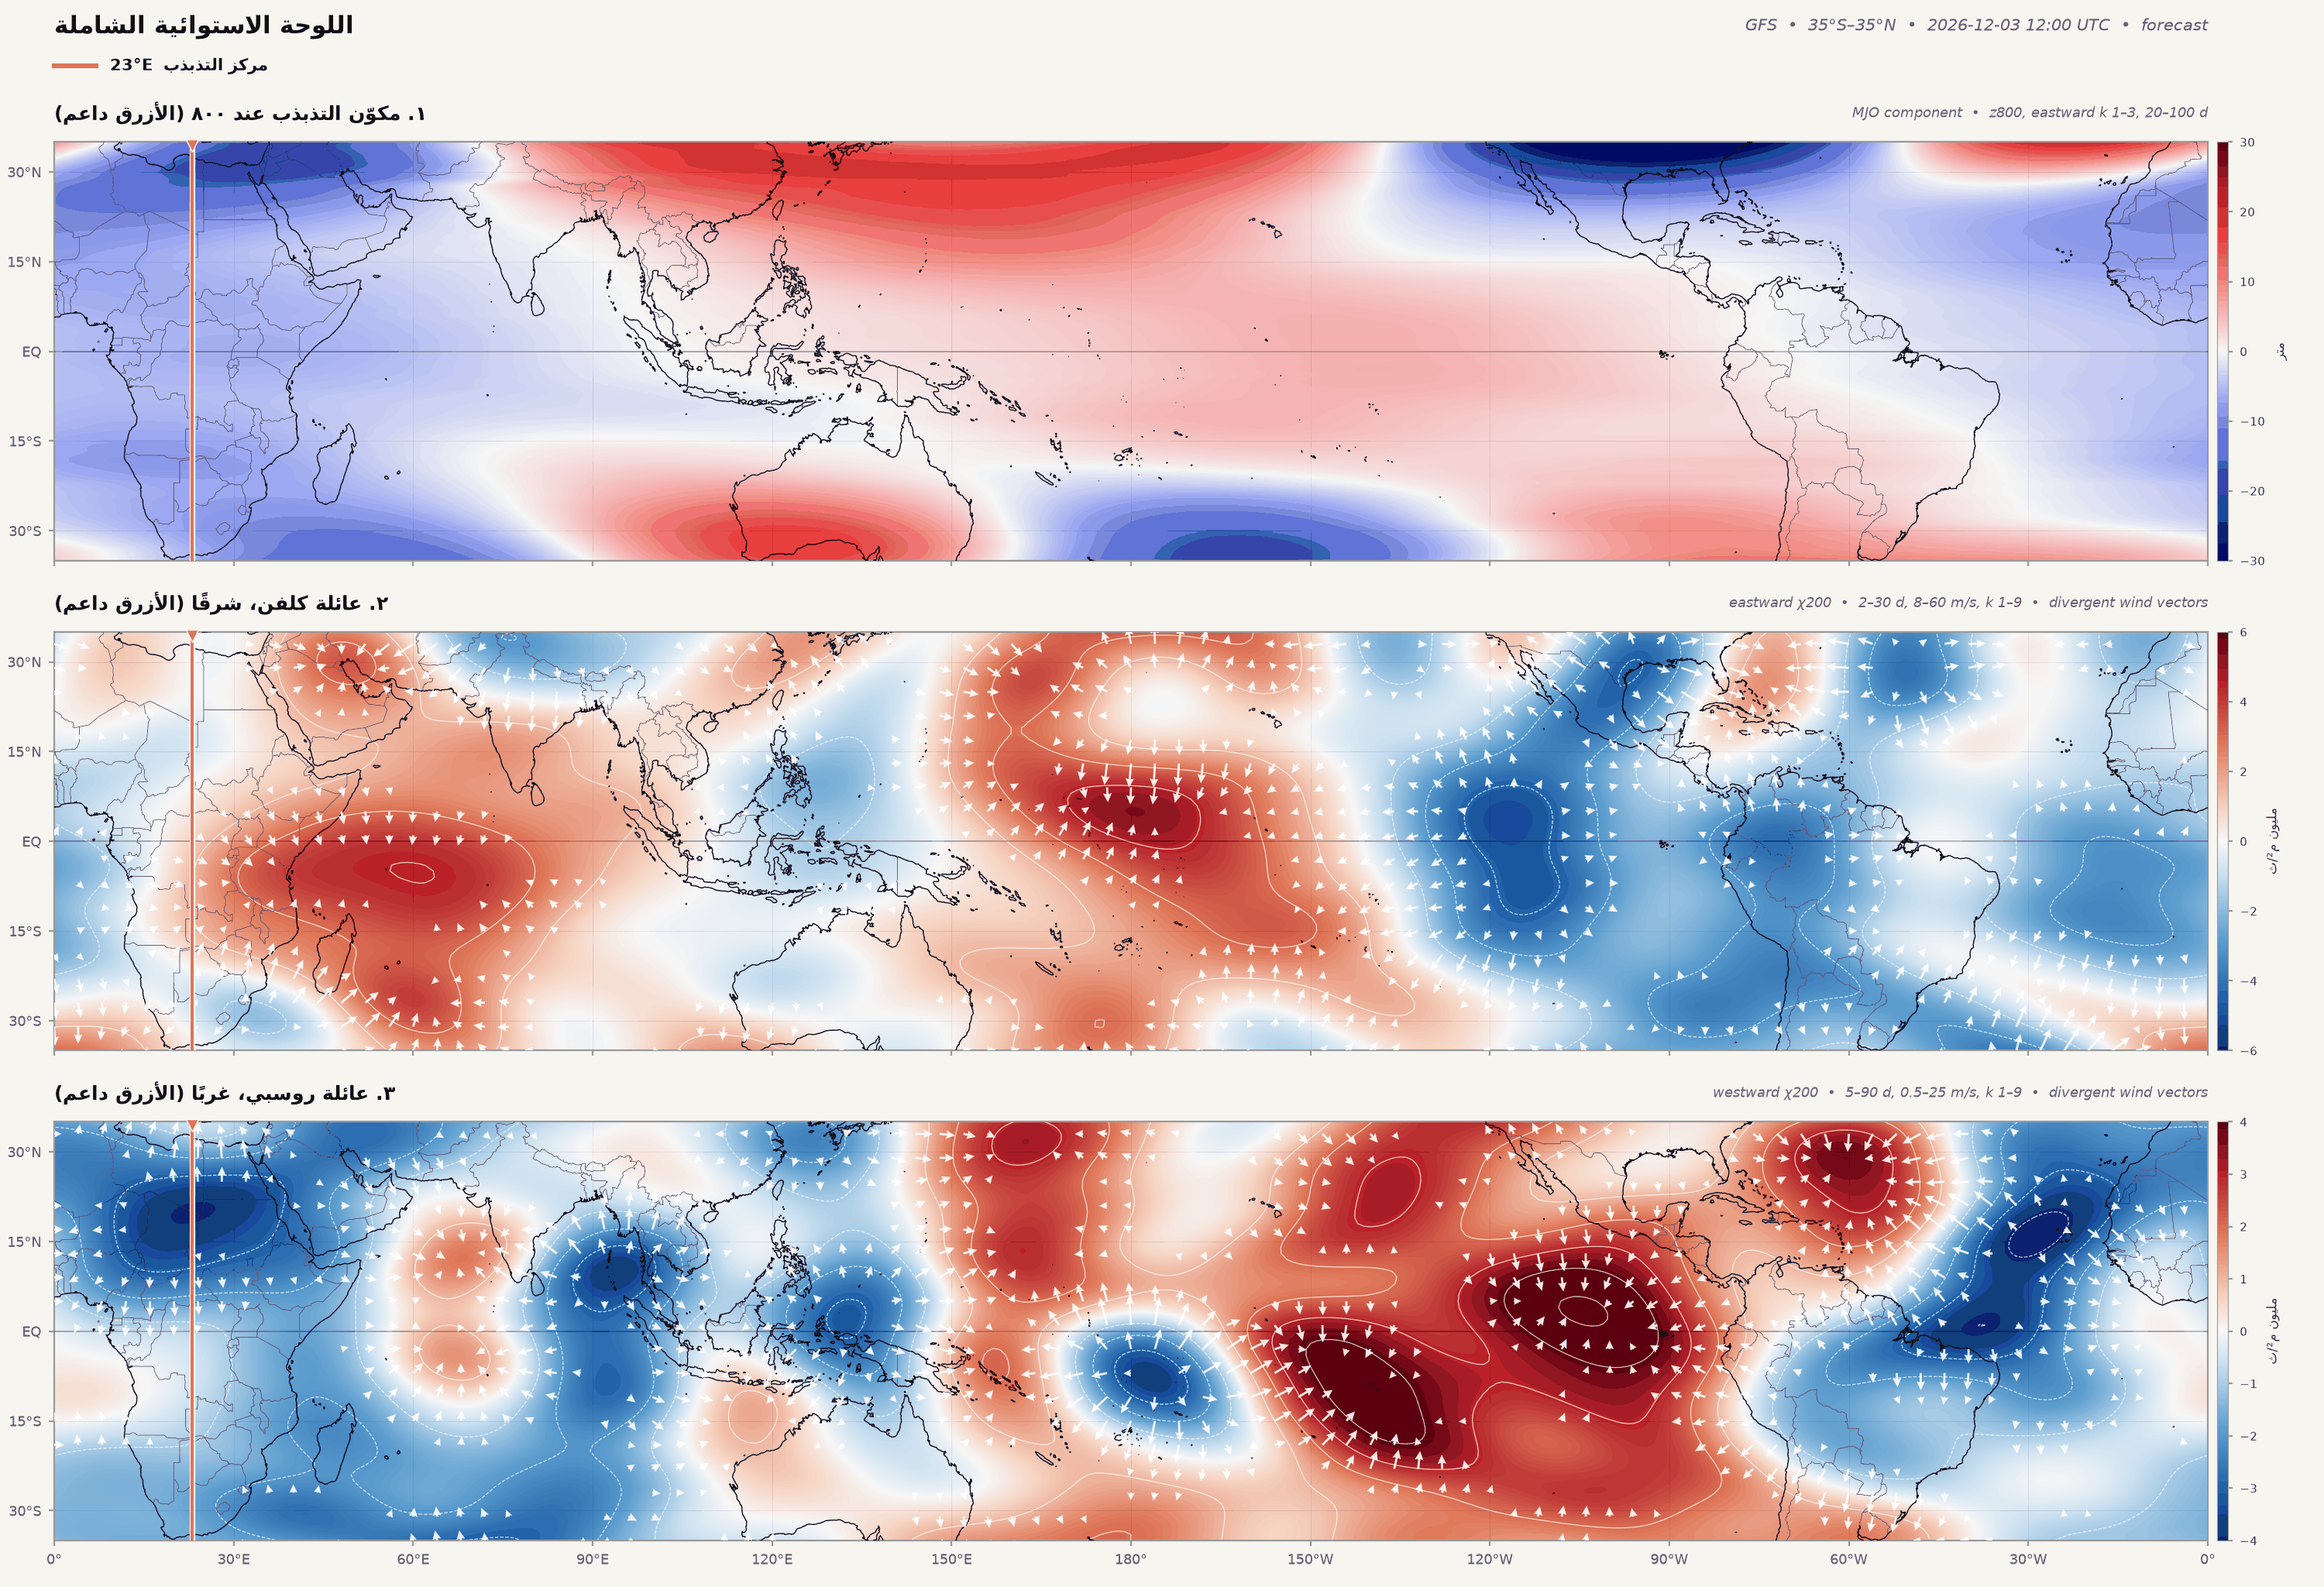 اللوحة الاستوائية الشاملة
GFS • 35°S–35°N • 2026-12-03 12:00 UTC • forecast
مركز التذبذب 23°E
١. مكوّن التذبذب عند ٨٠٠ (الأزرق داعم)
MJO component • z800, eastward k 1–3, 20–100 d
30°N
15°N
EQ
15°S
30°S
30
20
10
0
−10
−20
−30
متر
٢. عائلة كلفن، شرقًا (الأزرق داعم)
eastward χ200 • 2–30 d, 8–60 m/s, k 1–9 • divergent wind vectors
30°N
15°N
EQ
15°S
30°S
6
4
2
0
−2
−4
−6
مليون م²/ث
٣. عائلة روسبي، غربًا (الأزرق داعم)
westward χ200 • 5–90 d, 0.5–25 m/s, k 1–9 • divergent wind vectors
30°N
15°N
EQ
15°S
30°S
4
3
2
1
0
−1
−2
−3
−4
مليون م²/ث
0° 30°E 60°E 90°E 120°E 150°E 180° 150°W 120°W 90°W 60°W 30°W 0°